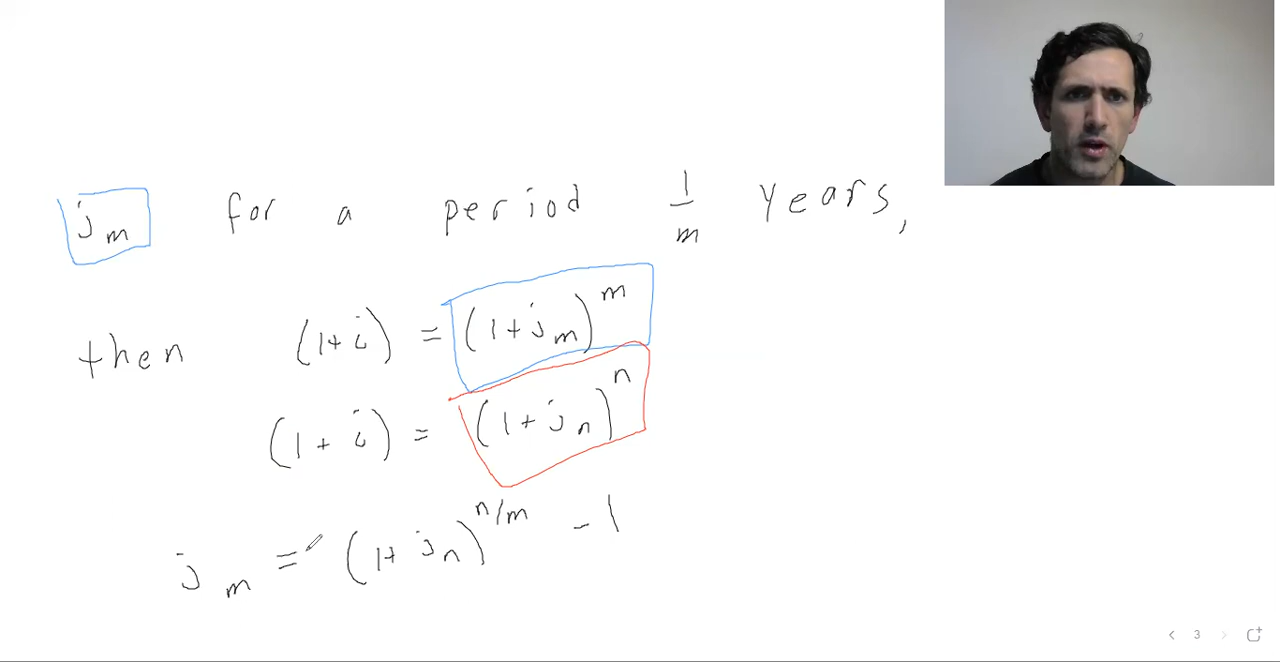 j_m for a period 1/m years,
then (1+i) = (1+j_m)^m
(1+i) = (1+j_n)^n
j_m = (1+j_n)^{n/m} - 1
3